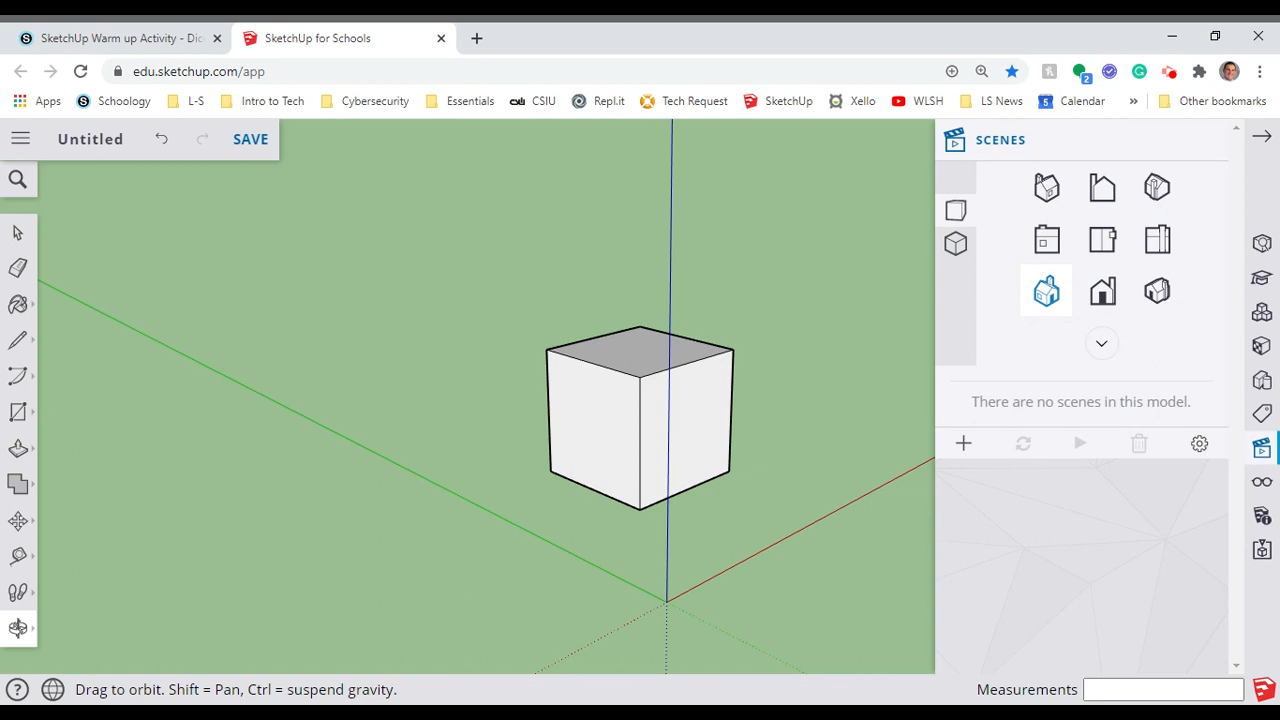 SketchUp Warm up Activity - Dic
SketchUp for Schools
edu.sketchup.com/app
2
Apps
Schoology
L-S
Intro to Tech
Cybersecurity
Essentials
CSIU
Repl.it
Tech Request
SketchUp
Xello
WLSH
LS News
5 Calendar
Other bookmarks
Untitled
SAVE
SCENES
There are no scenes in this model.
Drag to orbit. Shift = Pan, Ctrl = suspend gravity.
Measurements